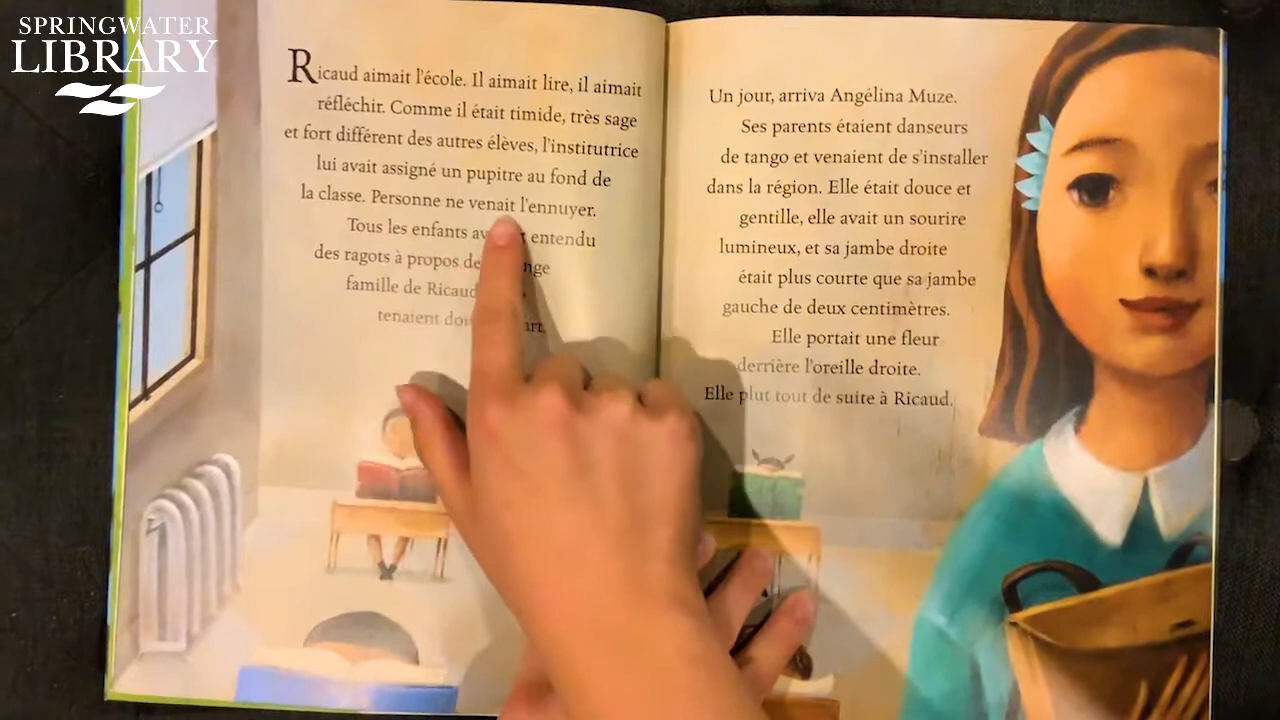 SPRINGWATER
LIBRARY
Ricaud aimait l'école. Il aimait lire, il aimait
réfléchir. Comme il était timide, très sage
et fort différent des autres élèves, l'institutrice
lui avait assigné un pupitre au fond de
la classe. Personne ne venait l'ennuyer.
Tous les enfants entendu
des ragots à propos de
famille de Ricaud
tenaient
Un jour, arriva Angélina Muze.
Ses parents étaient danseurs
de tango et venaient de s'installer
dans la région. Elle était douce et
gentille, elle avait un sourire
lumineux, et sa jambe droite
était plus courte que sa jambe
gauche de deux centimètres.
Elle portait une fleur
derrière l'oreille droite.
Elle plut tout de suite à Ricaud.